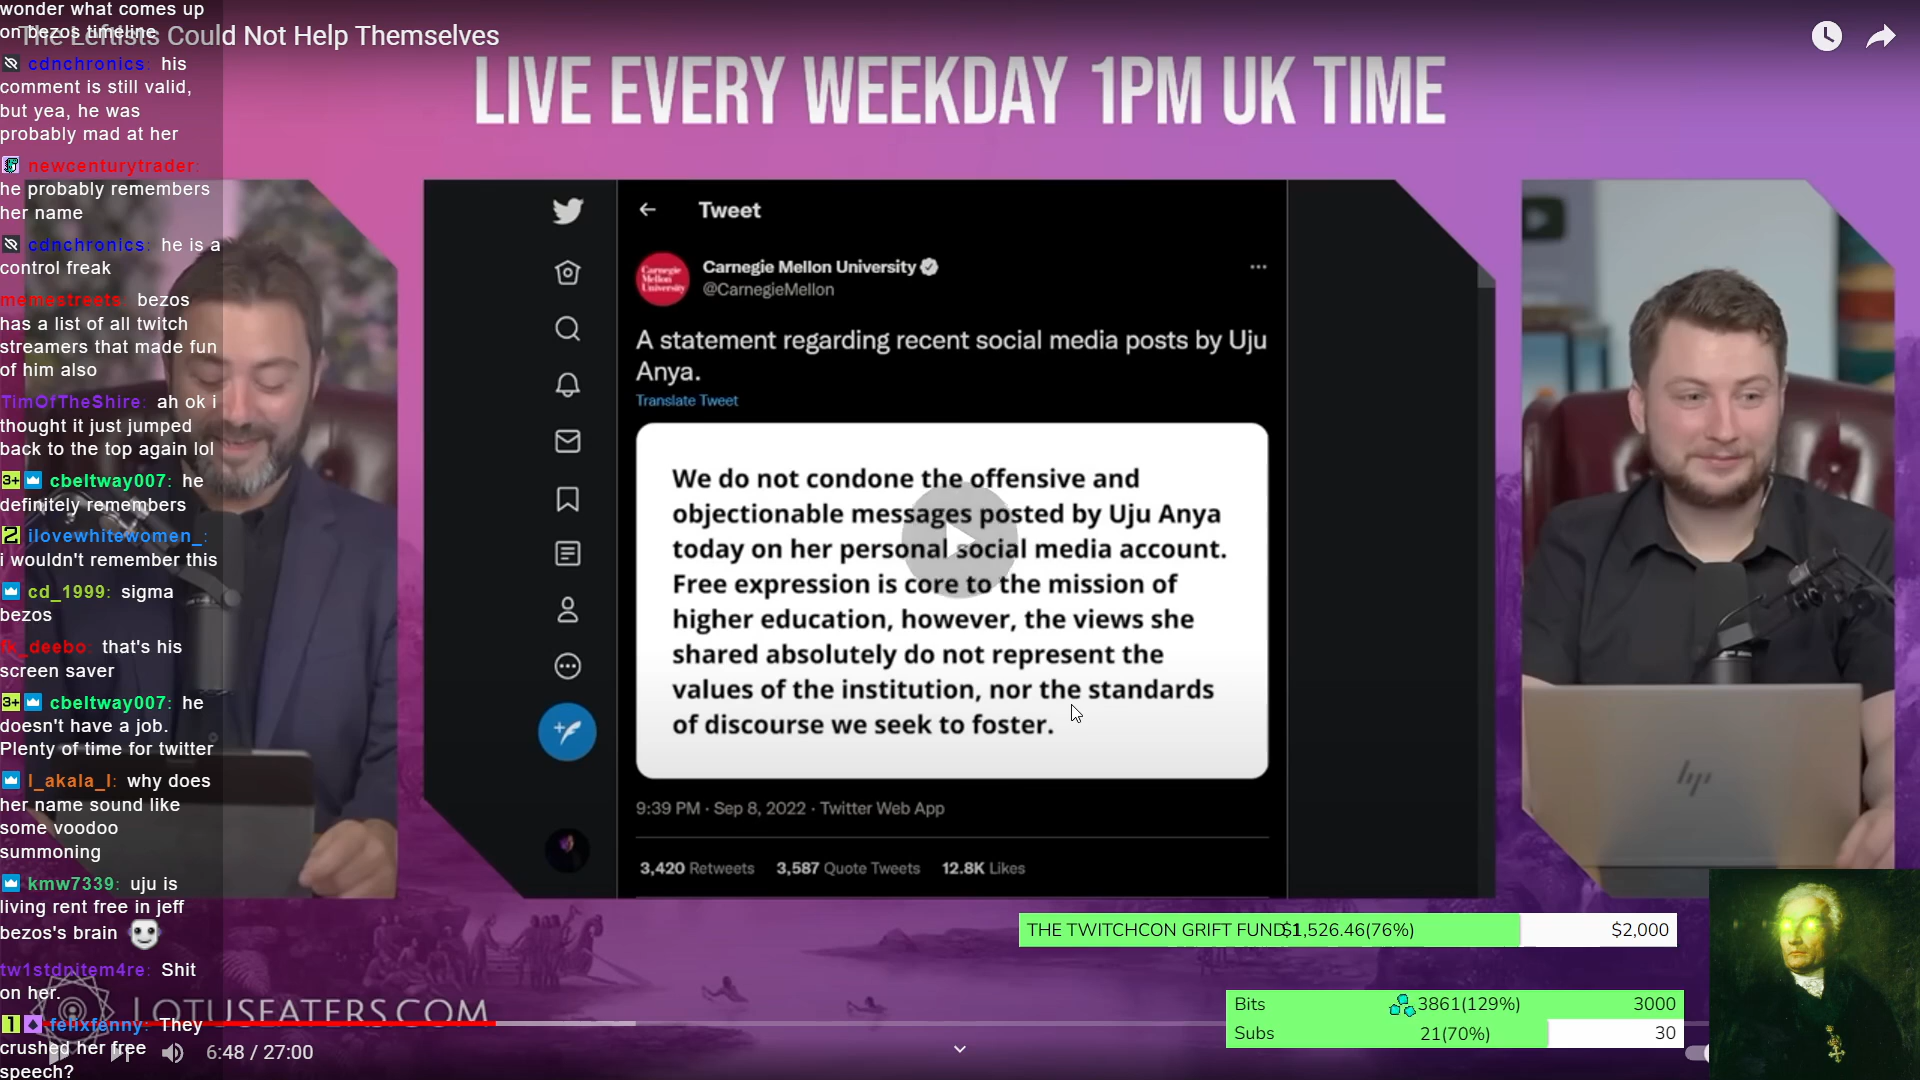 wonder what comes up
on bezos timeline
The Leftists Could Not Help Themselves
cdnchronics: his
comment is still valid,
but yea, he was
probably mad at her
newcenturytrader:
he probably remembers
her name
cdnchronics: he is a
control freak
memestreets: bezos
has a list of all twitch
streamers that made fun
of him also
TimOfTheShire: ah ok i
thought it just jumped
back to the top again lol
3+ cbeltway007: he
definitely remembers
2 ilovewhitewomen_:
i wouldn't remember this
cd_1999: sigma
bezos
fk_deebo: that's his
screen saver
3+ cbeltway007: he
doesn't have a job.
Plenty of time for twitter
l_akala_l: why does
her name sound like
some voodoo
summoning
kmw7339: uju is
living rent free in jeff
bezos's brain
tw1stdnitem4re: Shit
on her.
1 felixfenny: They
crushed her free
speech?
LIVE EVERY WEEKDAY 1PM UK TIME
Tweet
Carnegie Mellon University
Carnegie Mellon University
@CarnegieMellon
A statement regarding recent social media posts by Uju
Anya.
Translate Tweet
We do not condone the offensive and
objectionable messages posted by Uju Anya
today on her personal social media account.
Free expression is core to the mission of
higher education, however, the views she
shared absolutely do not represent the
values of the institution, nor the standards
of discourse we seek to foster.
9:39 PM · Sep 8, 2022 · Twitter Web App
3,420 Retweets 3,587 Quote Tweets 12.8K Likes
hp
THE TWITCHCON GRIFT FUND $1,526.46(76%) $2,000
Bits 3861(129%) 3000
Subs 21(70%) 30
LOTUSEATERS.COM
6:48 / 27:00